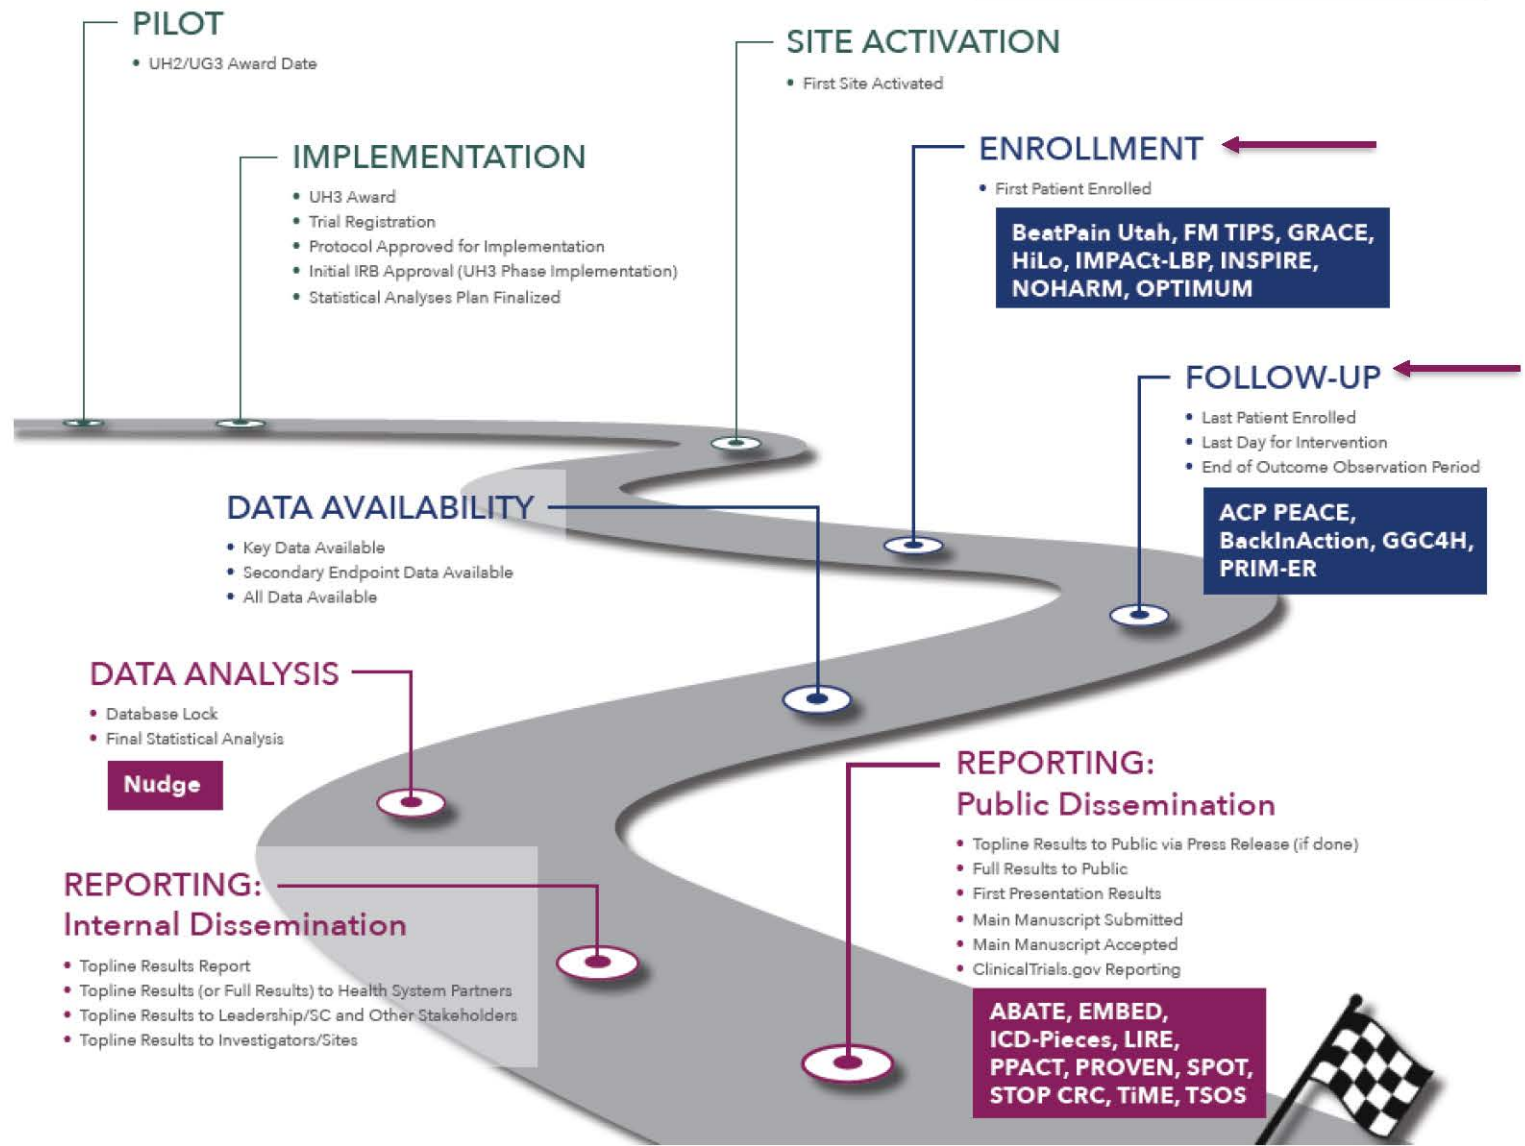 PILOT
• UH2/UG3 Award Date
SITE ACTIVATION
• First Site Activated
IMPLEMENTATION
• UH3 Award
• Trial Registration
• Protocol Approved for Implementation
• Initial IRB Approval (UH3 Phase Implementation)
• Statistical Analyses Plan Finalized
ENROLLMENT
• First Patient Enrolled
BeatPain Utah, FM TIPS, GRACE,
HiLo, IMPACt-LBP, INSPIRE,
NOHARM, OPTIMUM
FOLLOW-UP
• Last Patient Enrolled
• Last Day for Intervention
• End of Outcome Observation Period
ACP PEACE,
BackInAction, GGC4H,
PRIM-ER
DATA AVAILABILITY
• Key Data Available
• Secondary Endpoint Data Available
• All Data Available
DATA ANALYSIS
• Database Lock
• Final Statistical Analysis
Nudge
REPORTING:
Internal Dissemination
• Topline Results Report
• Topline Results (or Full Results) to Health System Partners
• Topline Results to Leadership/SC and Other Stakeholders
• Topline Results to Investigators/Sites
REPORTING:
Public Dissemination
• Topline Results to Public via Press Release (if done)
• Full Results to Public
• First Presentation Results
• Main Manuscript Submitted
• Main Manuscript Accepted
• ClinicalTrials.gov Reporting
ABATE, EMBED,
ICD-Pieces, LIRE,
PPACT, PROVEN, SPOT,
STOP CRC, TiME, TSOS